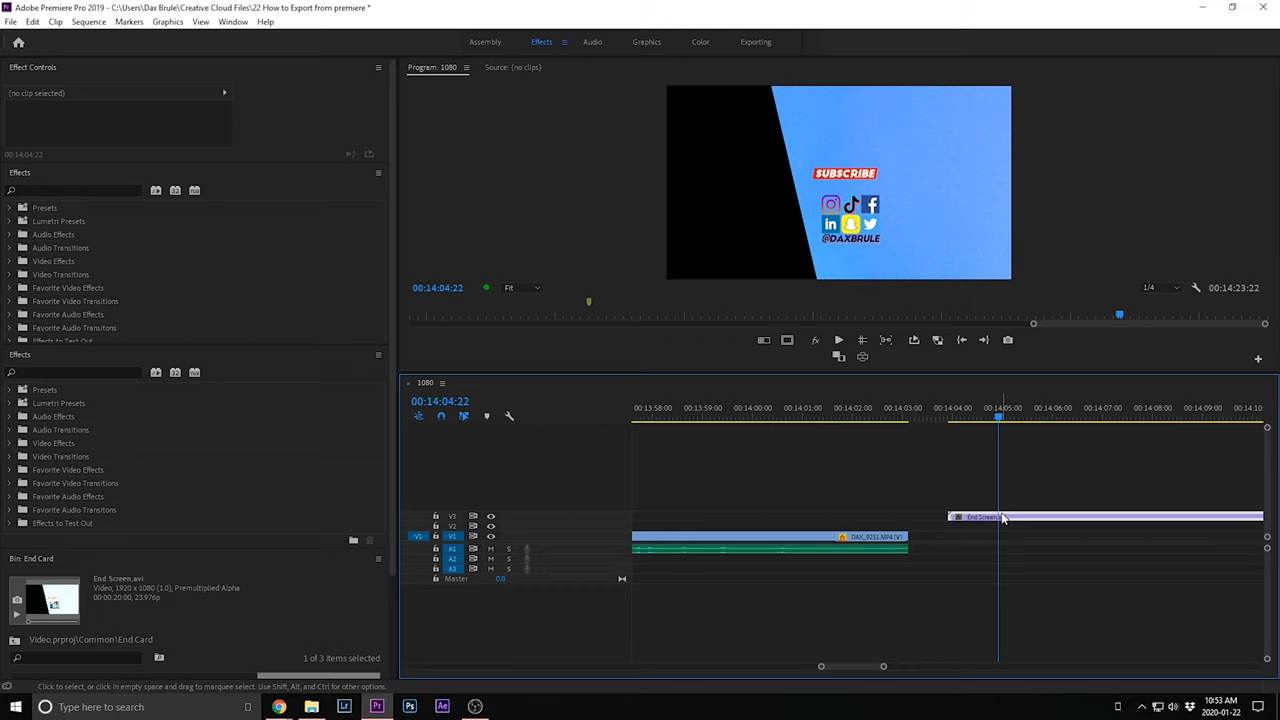 Adobe Premiere Pro 2019 - C:\Users\Dax Brule\Creative Cloud Files\22 How to Export from premiere *
File Edit Clip Sequence Markers Graphics View Window Help
Assembly Effects Audio Graphics Color Exporting
Effect Controls
(no clip selected)
00:14:04:22
Effects
Presets
Lumetri Presets
Audio Effects
Audio Transitions
Video Effects
Video Transitions
Favorite Video Effects
Favorite Video Transitions
Favorite Audio Effects
Favorite Audio Transitons
Effects to Test Out
Effects
Presets
Lumetri Presets
Audio Effects
Audio Transitions
Video Effects
Video Transitions
Favorite Video Effects
Favorite Video Transitions
Favorite Audio Effects
Favorite Audio Transitons
Effects to Test Out
Bin: End Card
End Screen.avi
Video, 1920 x 1080 (1.0), Premultiplied Alpha
00:00:20:00, 23.976p
Video.prproj\Common\End Card
1 of 3 items selected
Program: 1080 Source: (no clips)
SUBSCRIBE
in
@DAXBRULE
00:14:04:22 Fit 1/4 00:14:23:22
fx
1080
00:14:04:22
00:13:58:00 00:13:59:00 00:14:00:00 00:14:01:00 00:14:02:00 00:14:03:00 00:14:04:00 00:14:05:00 00:14:06:00 00:14:07:00 00:14:08:00 00:14:09:00 00:14:10:
V3 End Screen.a
V2
V1 V1 DAX_9251.MP4 [V]
A1 M S
A2 M S
A3 M S
Master 0.0
Click to select, or click in empty space and drag to marquee select. Use Shift, Alt, and Ctrl for other options.
Type here to search
Lr Pr Ps Ae
10:53 AM
2020-01-22